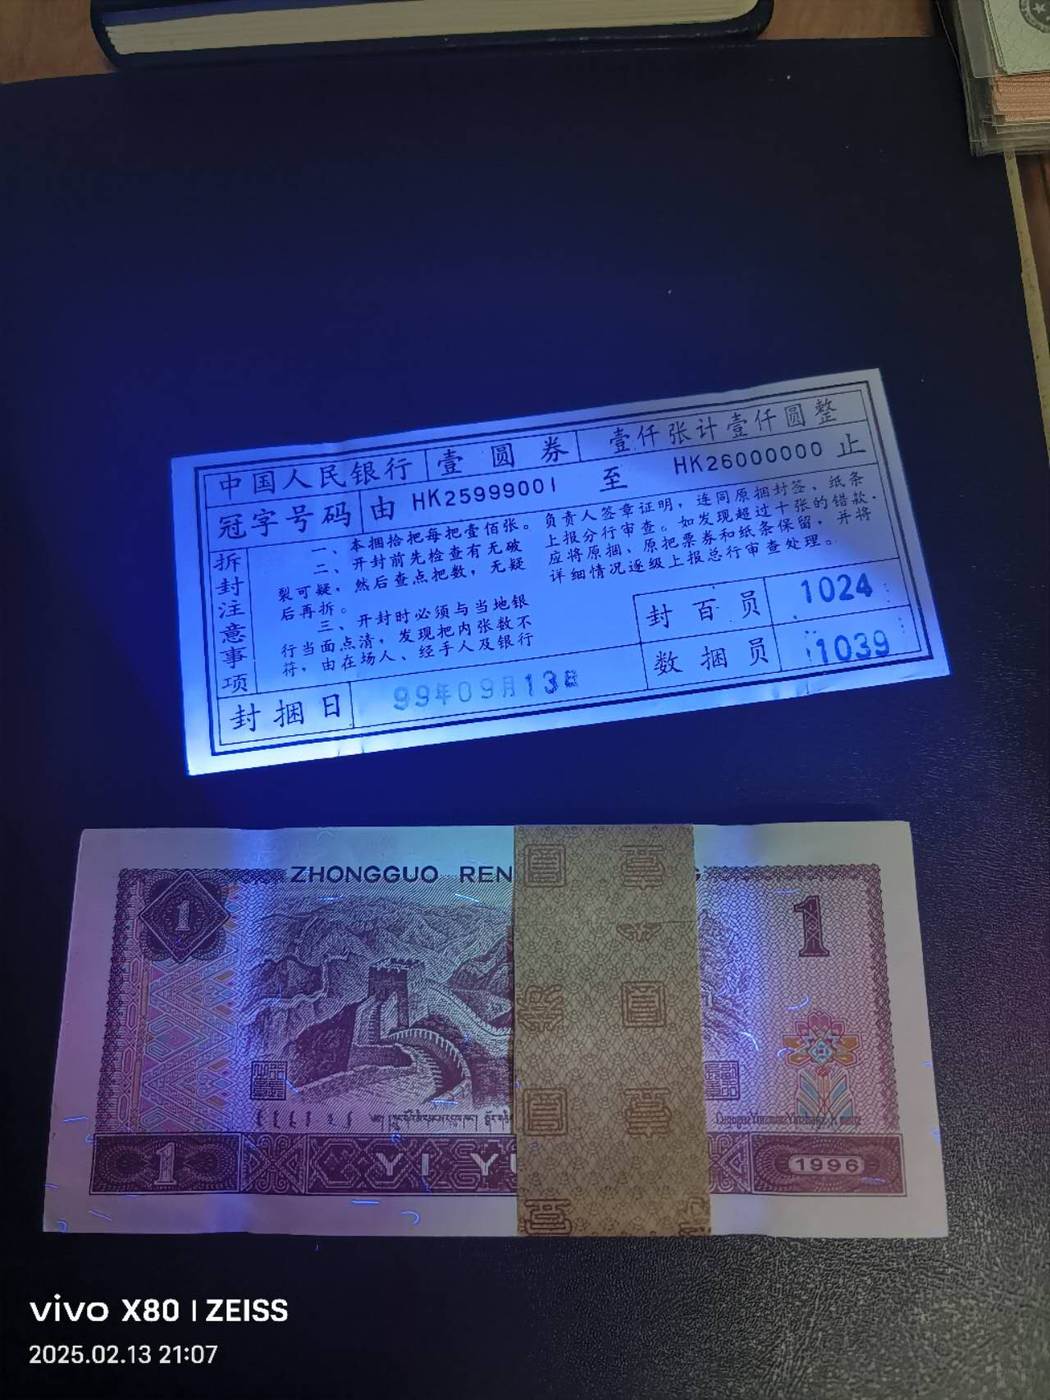 中国人民银行 壹圆券 壹仟张计壹仟圆整
冠字号码 由 HK25999001 至 HK26000000 止
拆封注意事项
一、本捆拾把每把壹佰张。
二、开封前先检查有无破
裂可疑，然后查点把数，无疑
后再拆。
三、开封时必须与当地银
行当面点清，发现把内张数不
符，由在场人、经手人及银行
负责人签章证明，连同原捆封签、纸条
上报分行审查。如发现超过十张的错款，
应将原捆、原把票券和纸条保留，并将
详细情况逐级上报总行审查处理。
封百员 1024
数捆员 1039
封捆日 99年09月13日
ZHONGGUO REN G
1 1
YI Y
1 1996
vivo X80 | ZEISS
2025.02.13 21:07